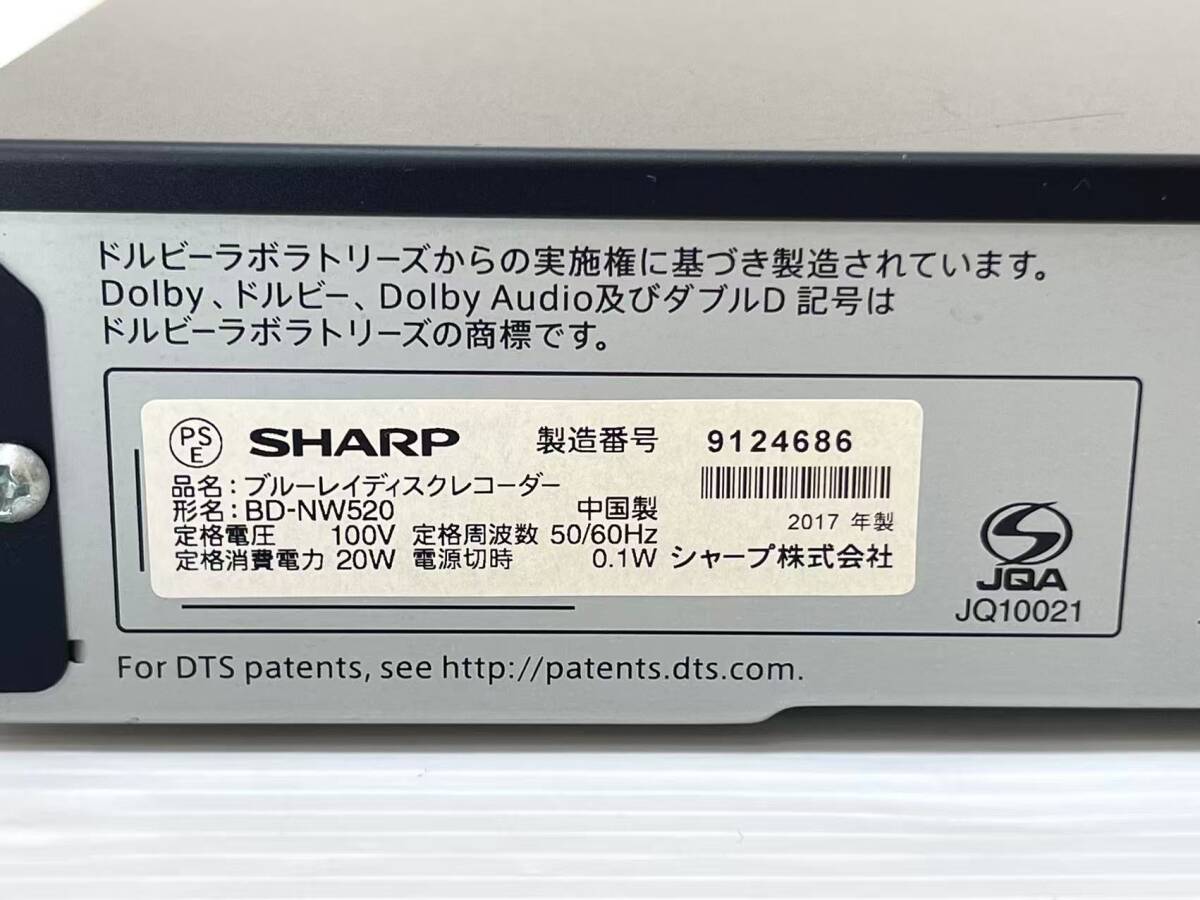 ドルビーラボラトリーズからの実施権に基づき製造されています。
Dolby、ドルビー、Dolby Audio及びダブルD 記号は
ドルビーラボラトリーズの商標です。
PS E SHARP 製造番号 9124686
品名:ブルーレイディスクレコーダー
形名:BD-NW520 中国製
定格電圧 100V 定格周波数 50/60Hz 2017 年製
定格消費電力 20W 電源切時 0.1W シャープ株式会社
JQA
JQ10021
For DTS patents, see http://patents.dts.com.